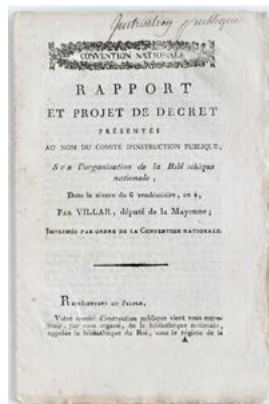 Instruction publique
CONVENTION NATIONALE
RAPPORT
ET PROJET DE DECRET
PRÉSENTÉS
AU NOM DU COMITÉ D'INSTRUCTION PUBLIQUE,
Sur l'organisation de la Bibliothèque
nationale,
Dans la séance du 6 vendémiaire, an 4,
PAR VILLAR, député de la Mayenne;
IMPRIMÉS PAR ORDRE DE LA CONVENTION NATIONALE.
REPRÉSENTANS DU PEUPLE,
Votre comité d'instruction publique vient vous entre-
tenir, par mon organe, de la bibliothèque nationale,
appelée la bibliothèque du Roi, sous le régime de la
A